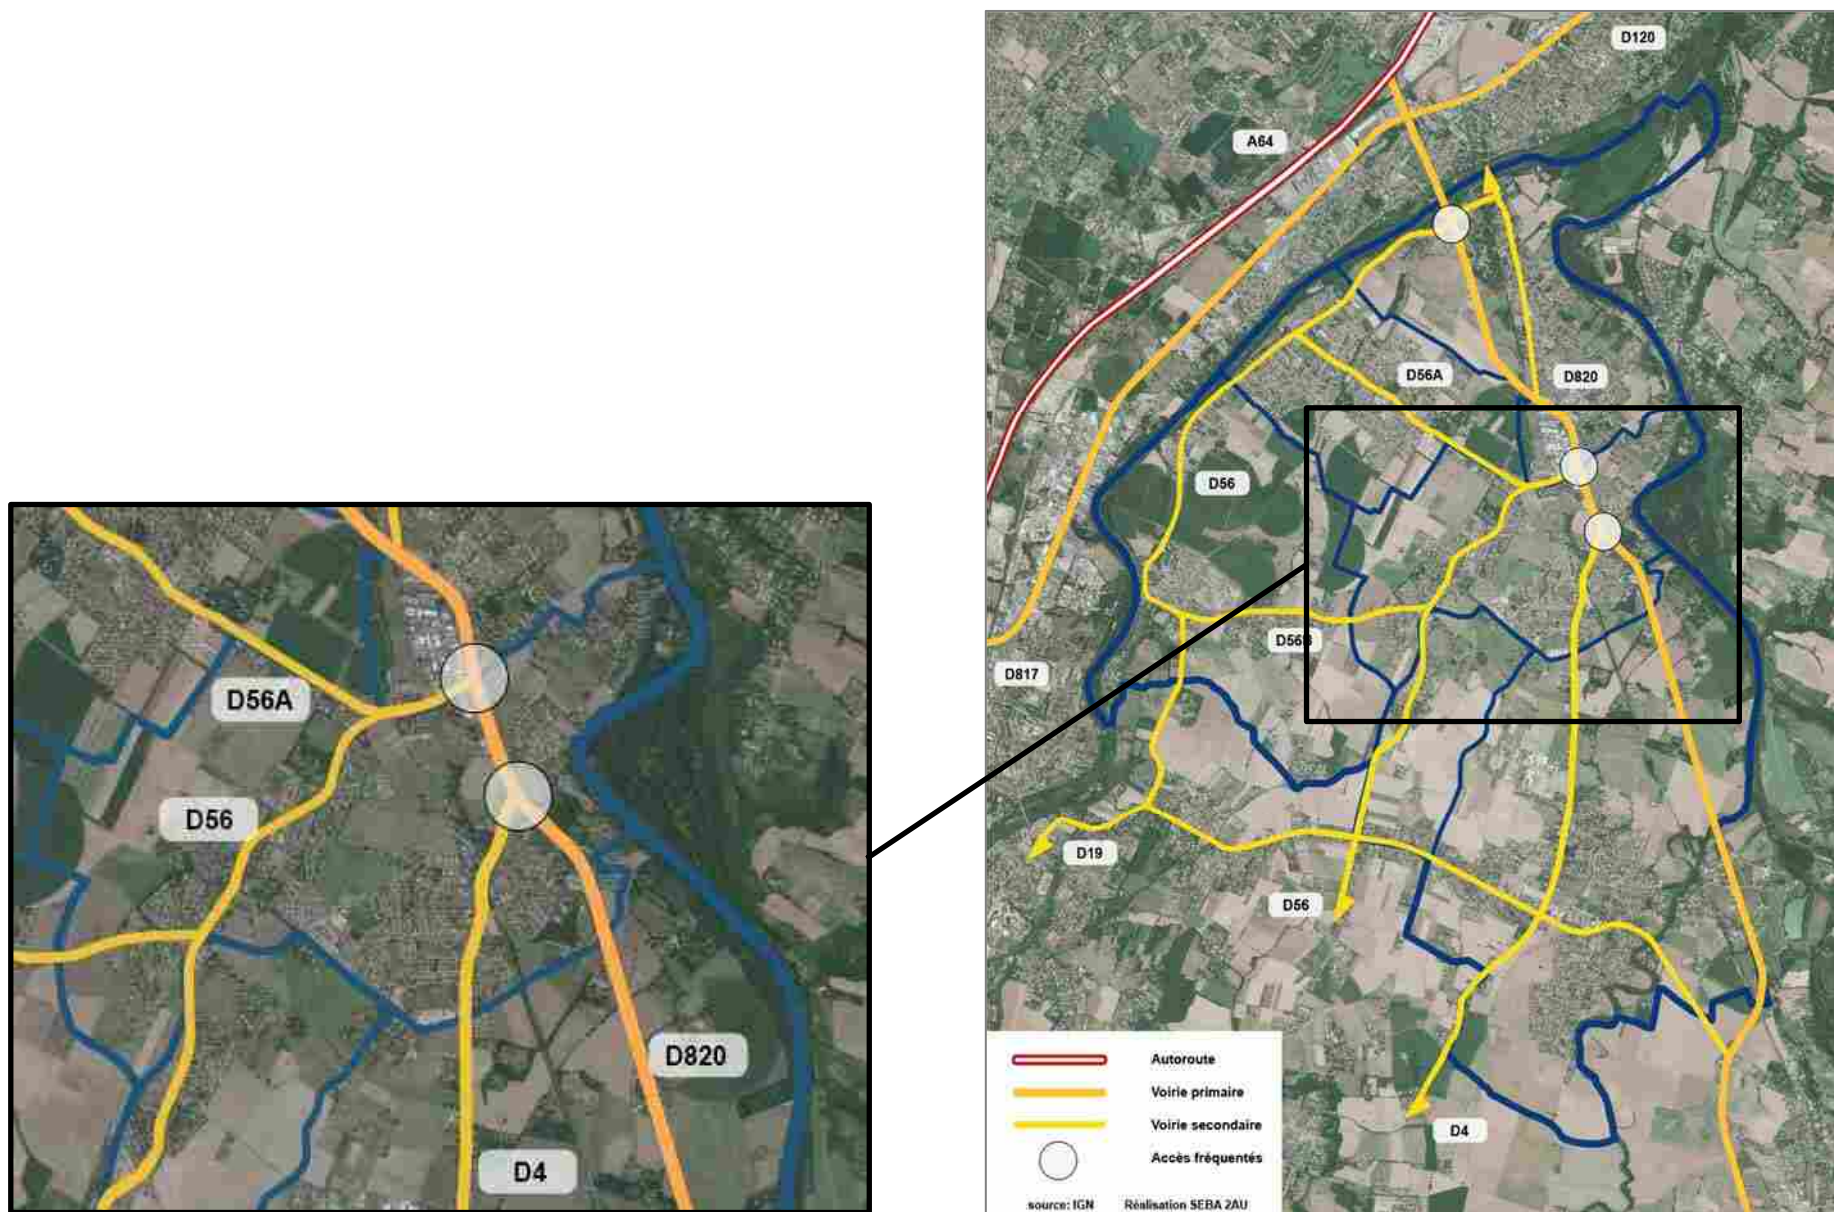 D56A
D56
D820
D4
D120
A64
D56A
D820
D56
D56B
D817
D19
D56
D4
Autoroute
Voirie primaire
Voirie secondaire
Accès fréquentés
source: IGN Réalisation SEBA 2AU